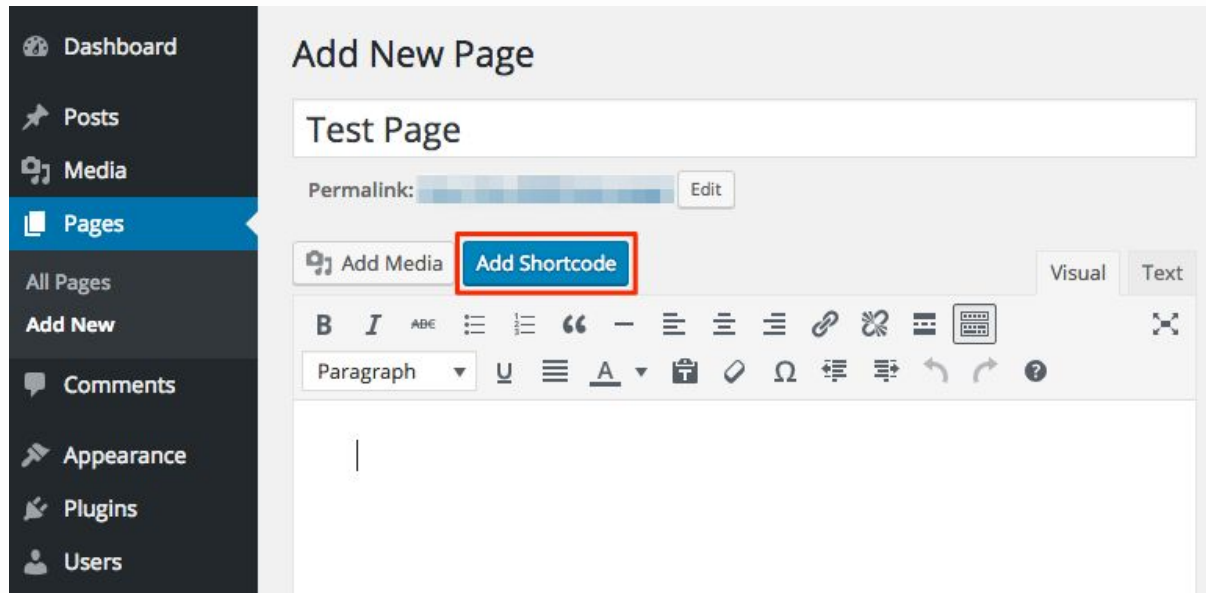 Dashboard
Posts
Media
Pages
All Pages
Add New
Comments
Appearance
Plugins
Users
Add New Page
Test Page
Permalink: Edit
Add Media Add Shortcode
Visual Text
B I ABC
Paragraph U A T Ω ?